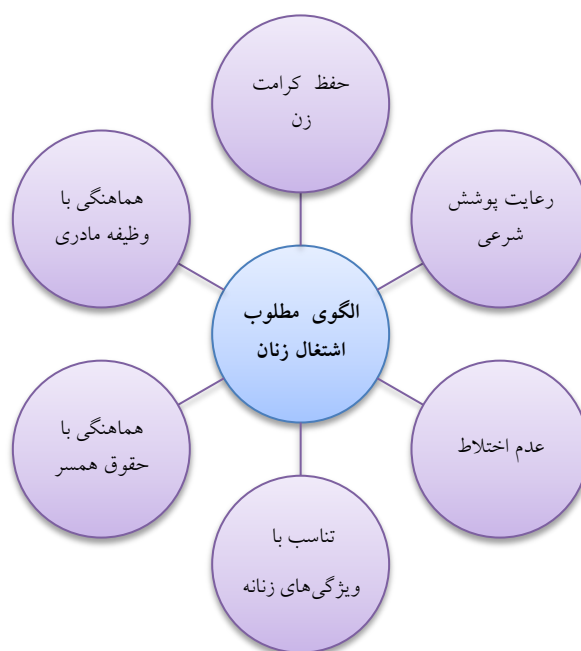 حفظ کرامت
زن
رعایت پوشش
شرعی
عدم اختلاط
تناسب با
ویژگی‌های زنانه
هماهنگی با
حقوق همسر
هماهنگی با
وظیفه مادری
الگوی مطلوب
اشتغال زنان